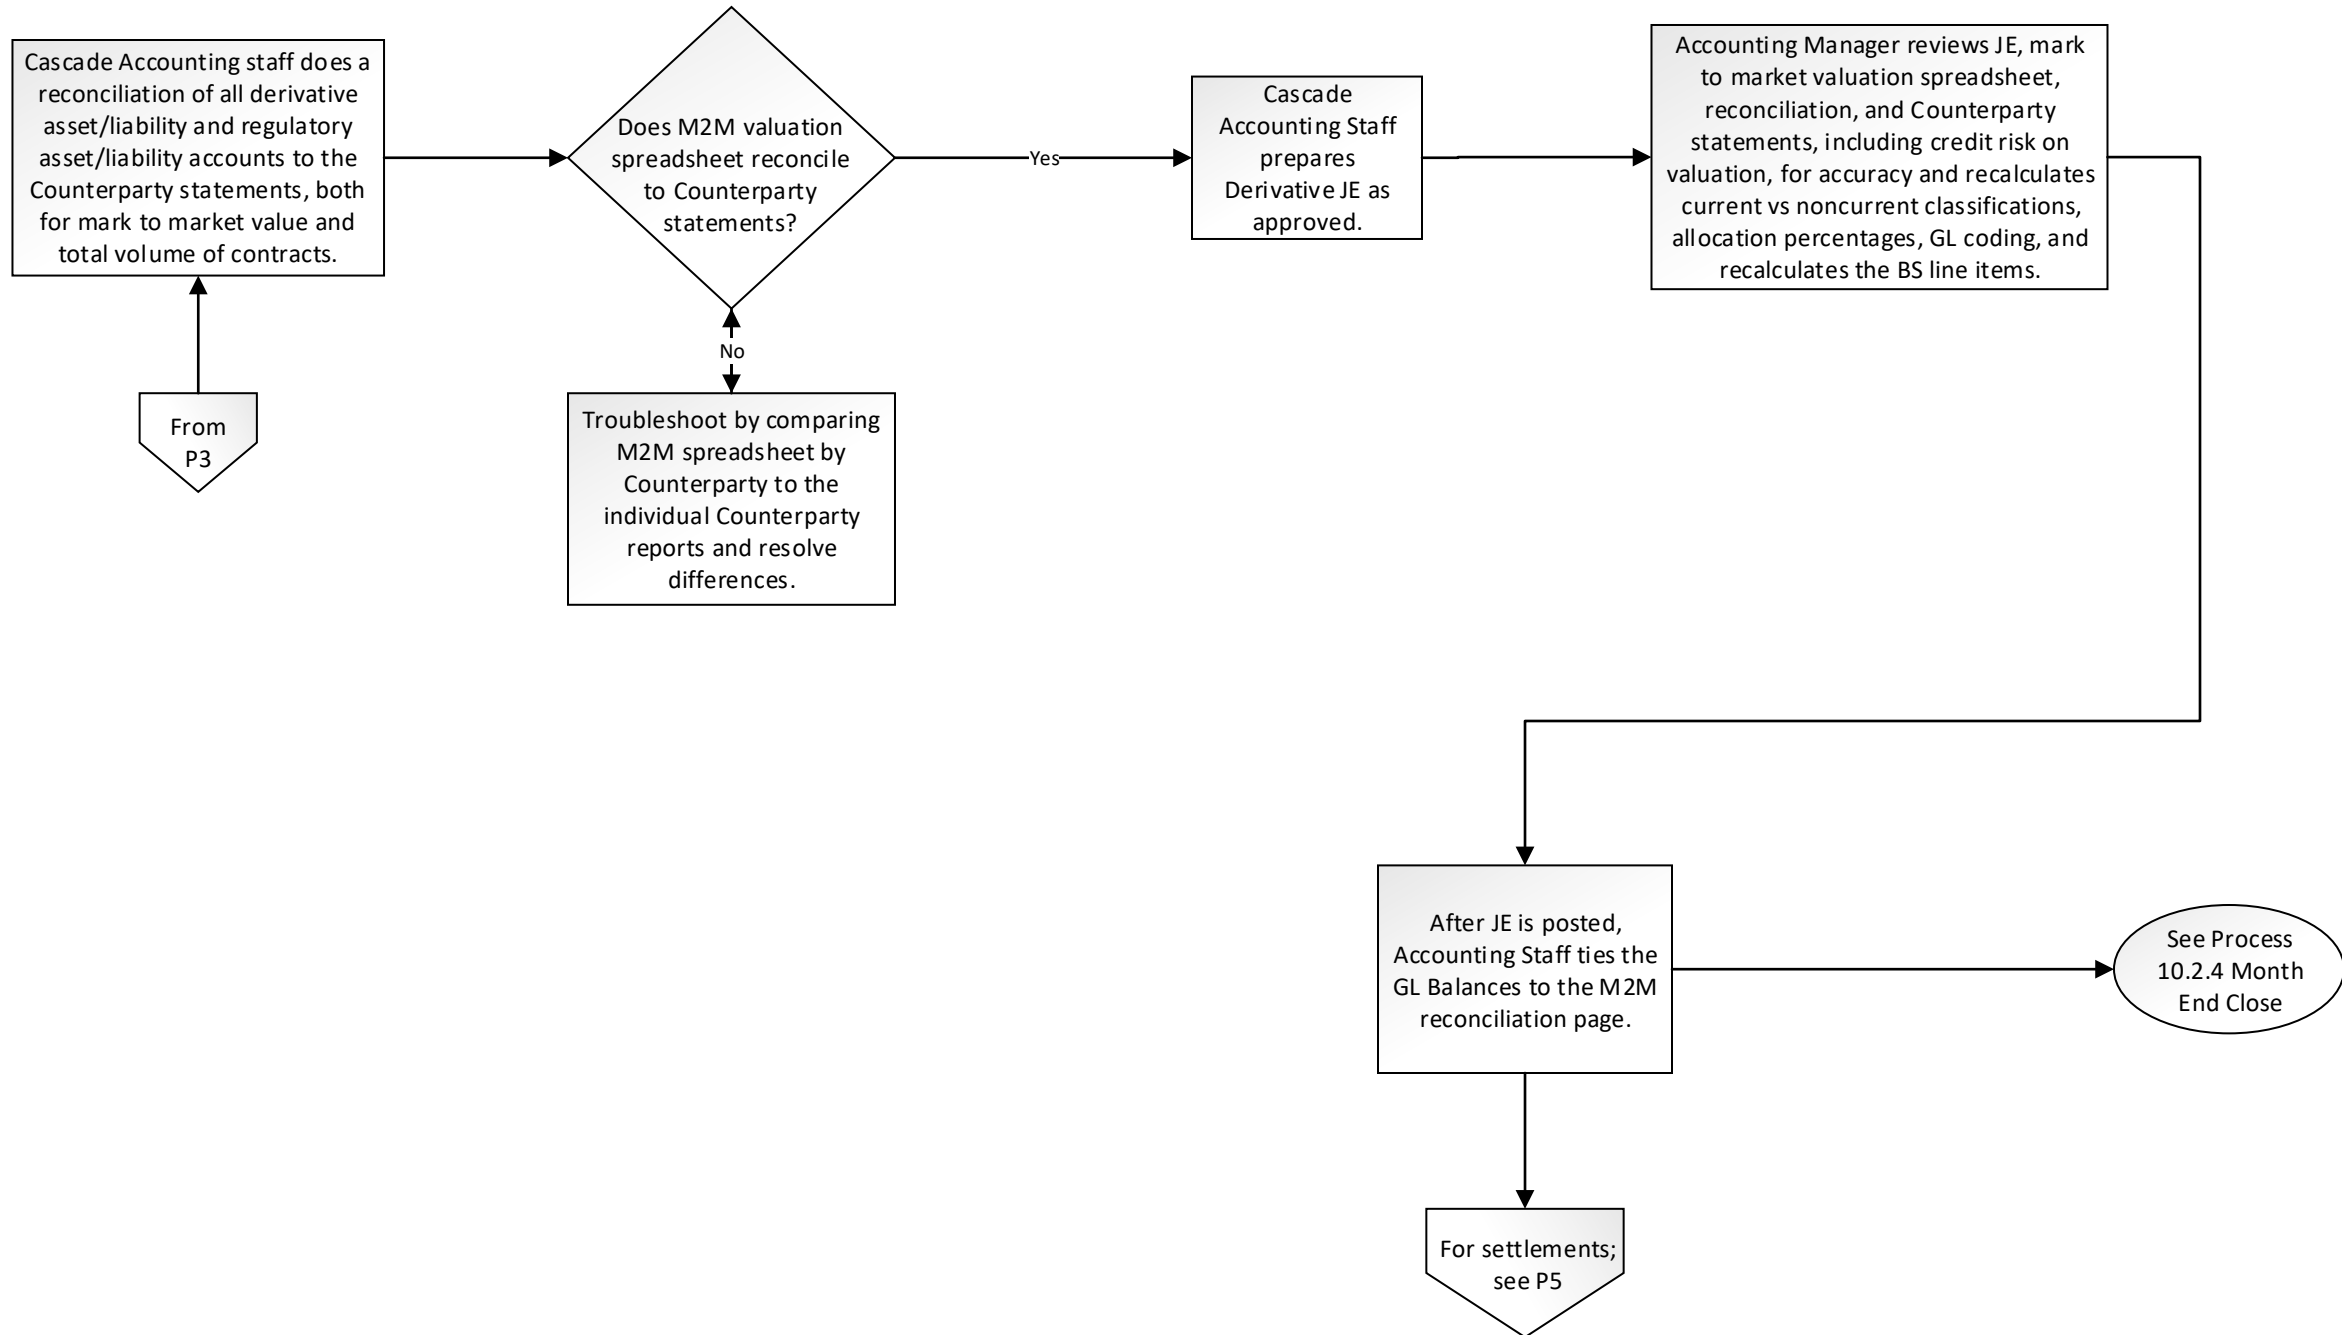 Cascade Accounting staff does a
reconciliation of all derivative
asset/liability and regulatory
asset/liability accounts to the
Counterparty statements, both
for mark to market value and
total volume of contracts.
From
P3
Does M2M valuation
spreadsheet reconcile
to Counterparty
statements?
No
Troubleshoot by comparing
M2M spreadsheet by
Counterparty to the
individual Counterparty
reports and resolve
differences.
Yes
Cascade
Accounting Staff
prepares
Derivative JE as
approved.
Accounting Manager reviews JE, mark
to market valuation spreadsheet,
reconciliation, and Counterparty
statements, including credit risk on
valuation, for accuracy and recalculates
current vs noncurrent classifications,
allocation percentages, GL coding, and
recalculates the BS line items.
After JE is posted,
Accounting Staff ties the
GL Balances to the M2M
reconciliation page.
See Process
10.2.4 Month
End Close
For settlements;
see P5